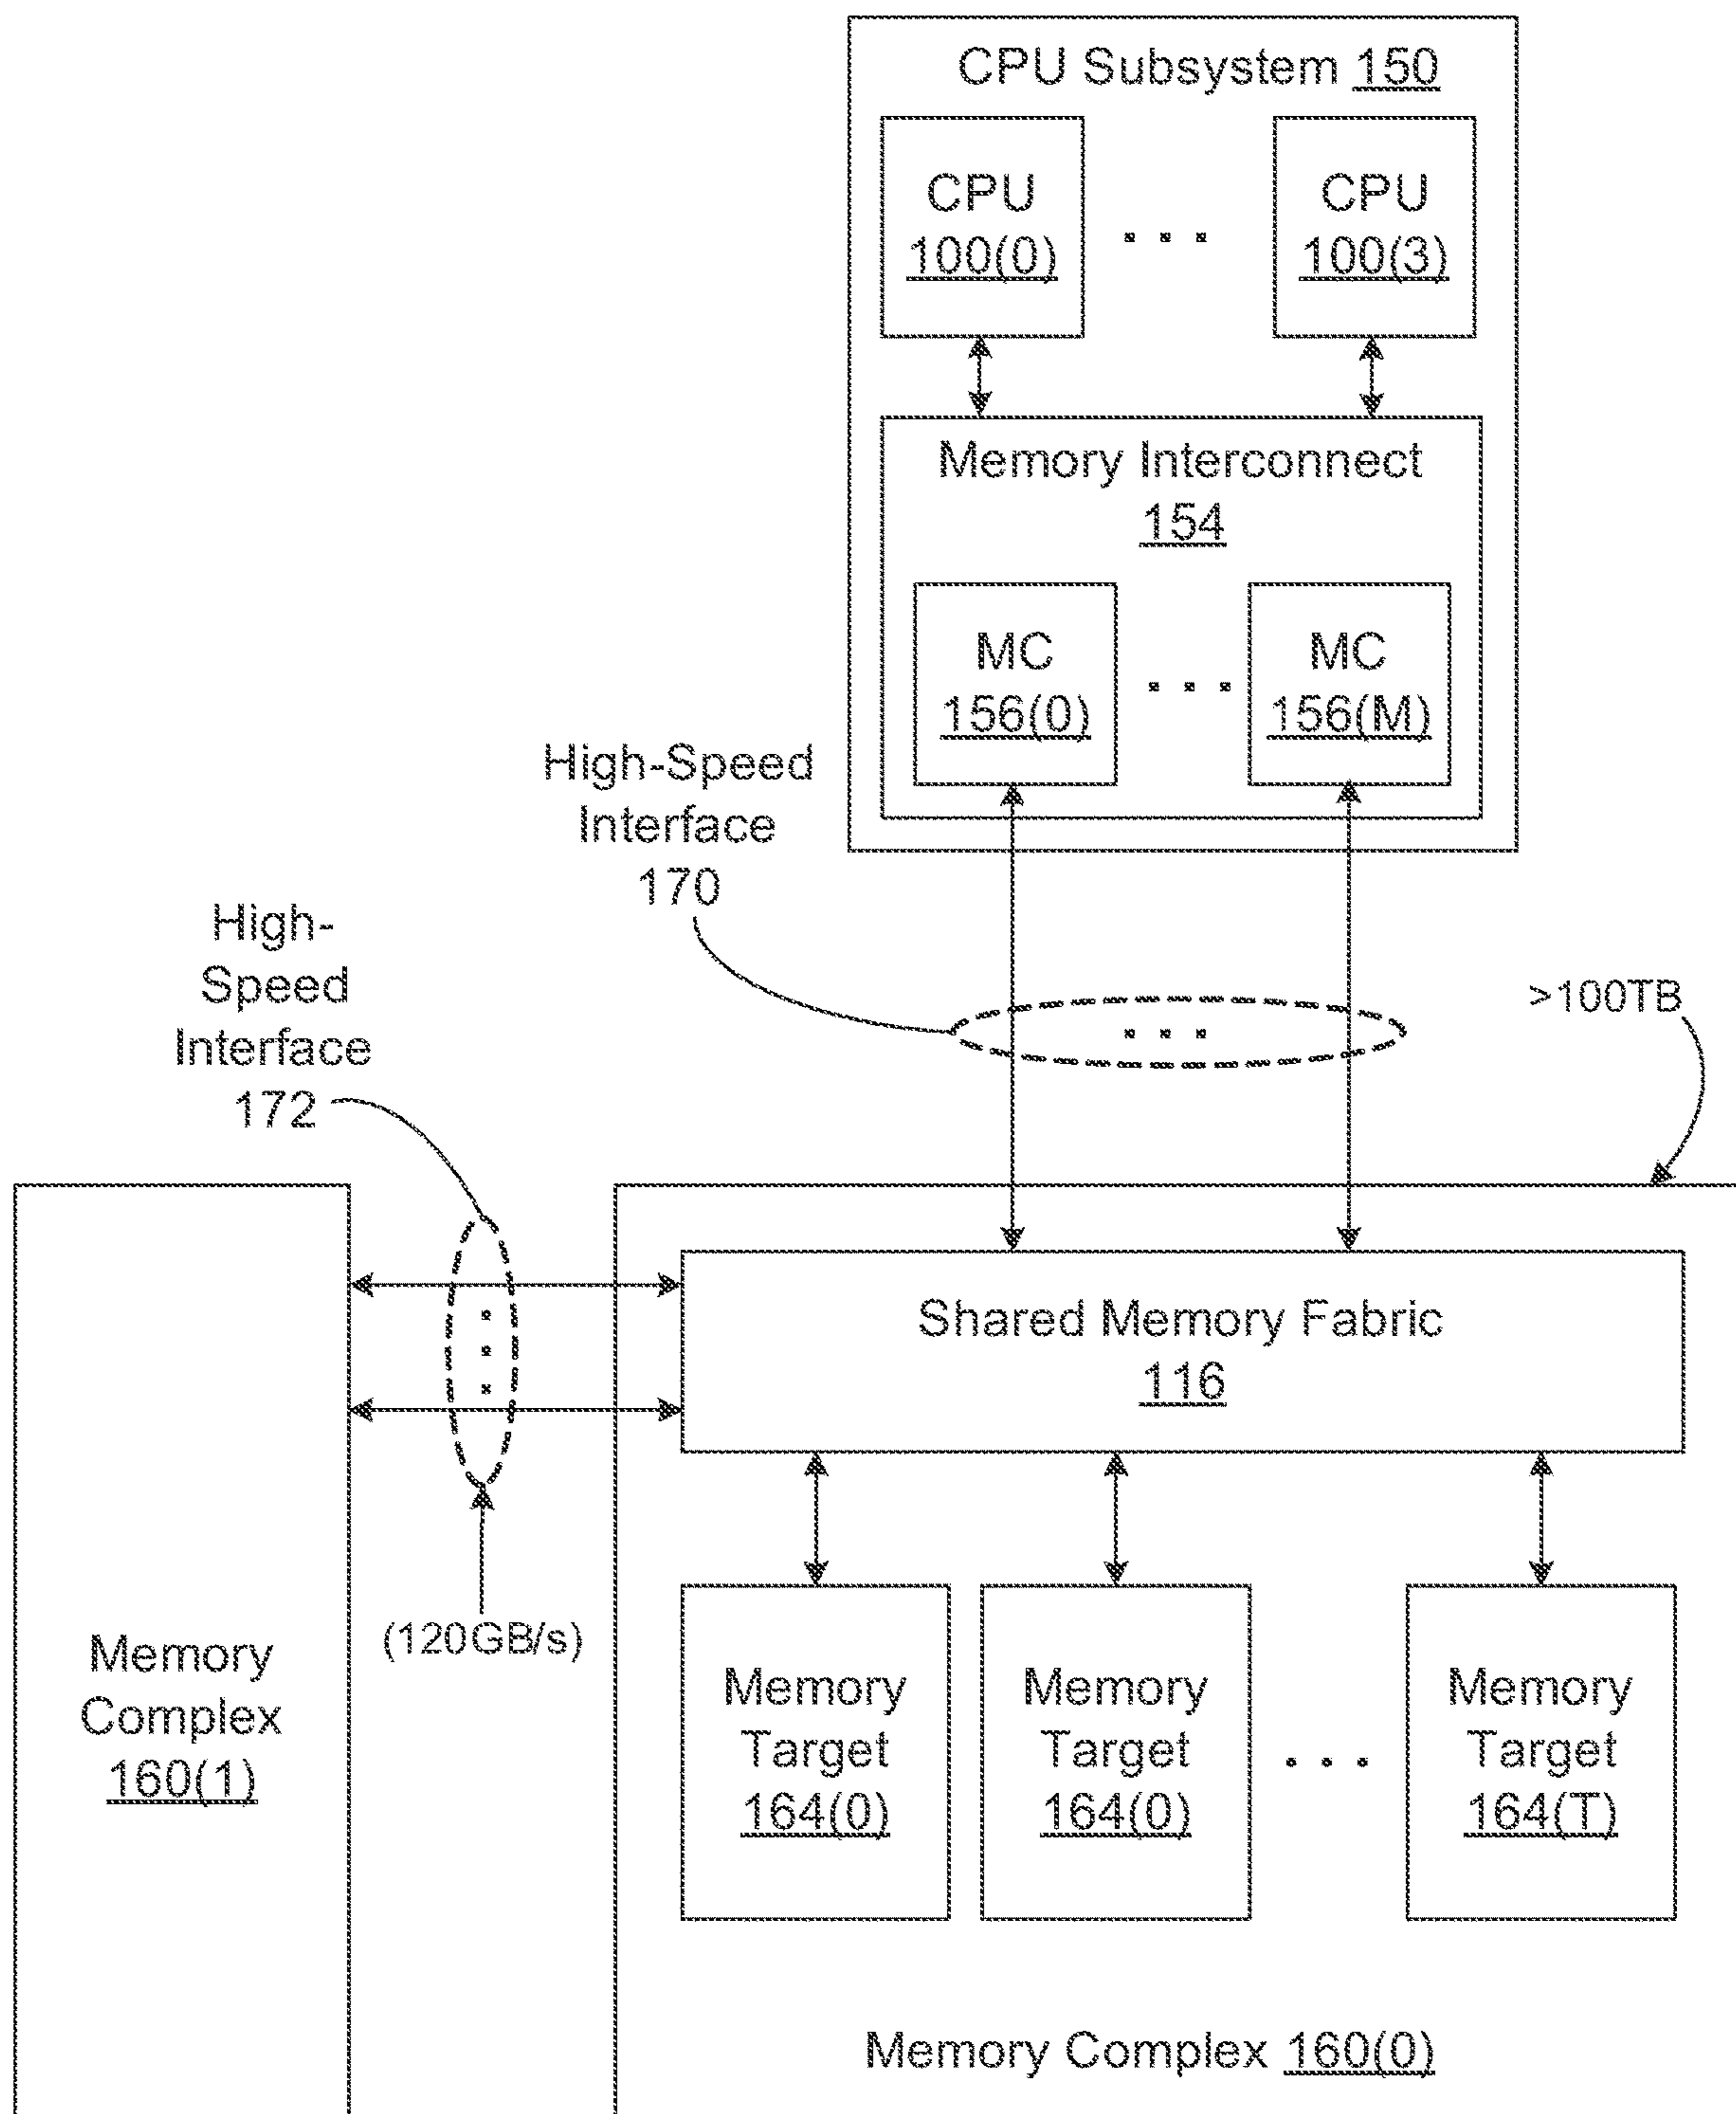 CPU Subsystem 150
CPU
100(0)
. . .
CPU
100(3)
Memory Interconnect
154
MC
156(0)
. . .
MC
156(M)
High-Speed
Interface
170
. . .
High-
Speed
Interface
172
>100TB
Shared Memory Fabric
116
(120GB/s)
Memory
Complex
160(1)
Memory
Target
164(0)
Memory
Target
164(0)
. . .
Memory
Target
164(T)
Memory Complex 160(0)